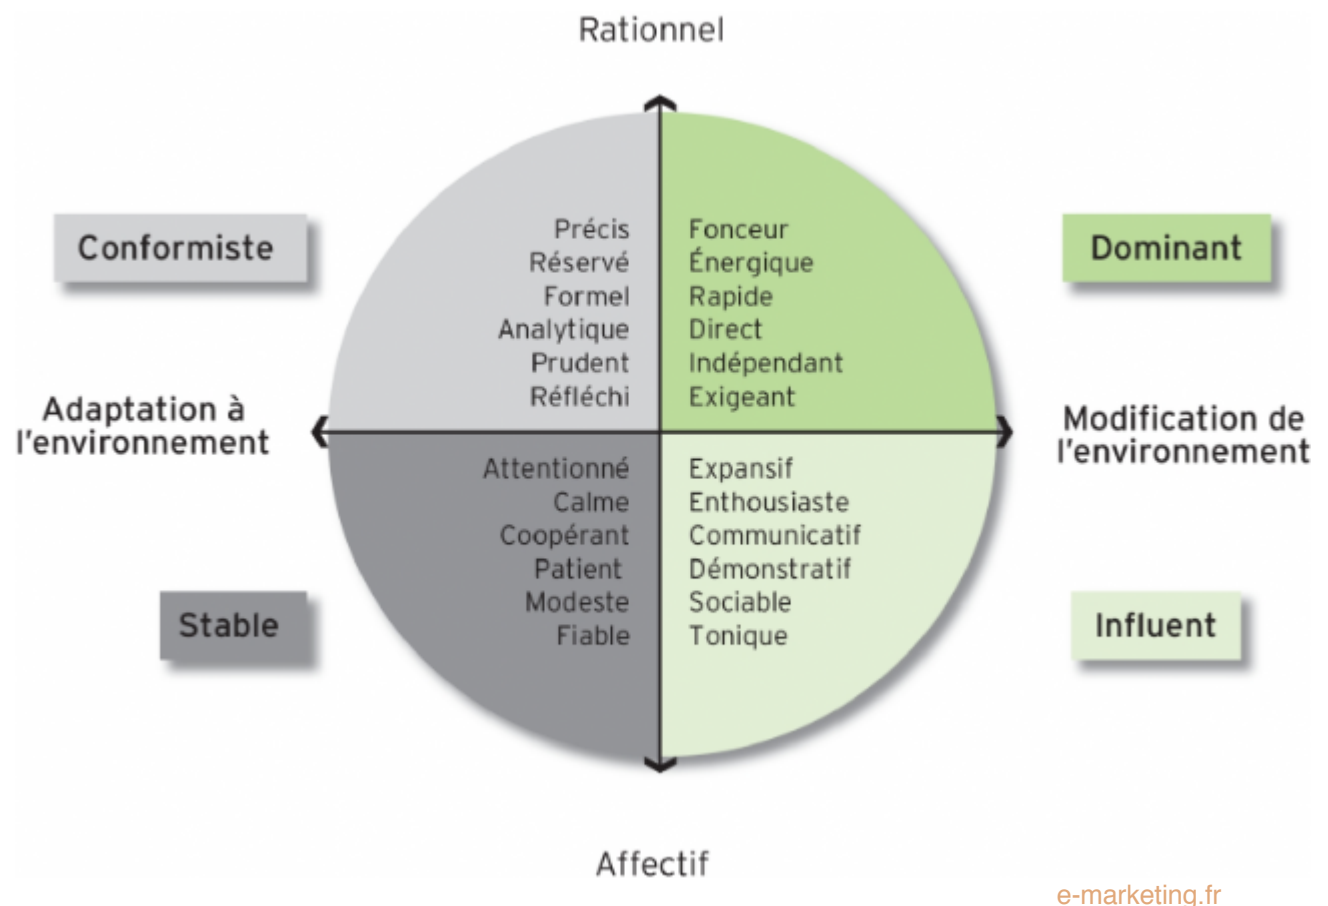 Rationnel
Conformiste
Dominant
Précis
Réservé
Formel
Analytique
Prudent
Réfléchi
Fonceur
Énergique
Rapide
Direct
Indépendant
Exigeant
Adaptation à
l'environnement
Modification de
l'environnement
Attentionné
Calme
Coopérant
Patient
Modeste
Fiable
Expansif
Enthousiaste
Communicatif
Démonstratif
Sociable
Tonique
Stable
Influent
Affectif
e-marketing.fr